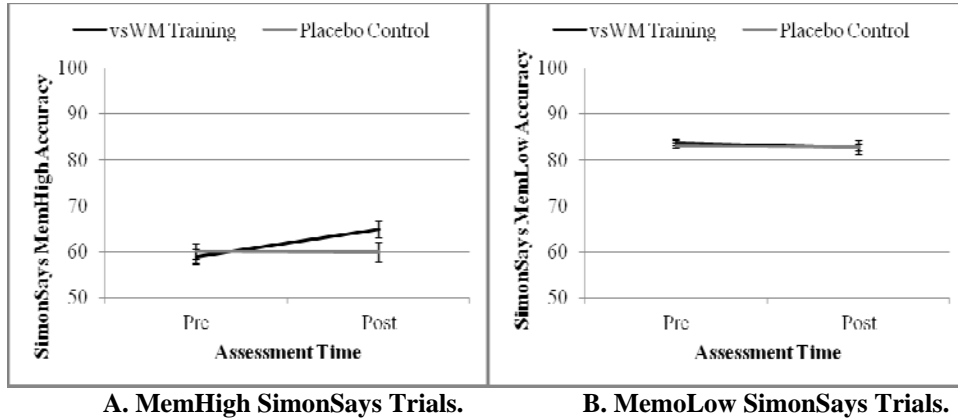 vsWM Training Placebo Control
100
90
80
70
60
50
SimonSays MemHigh Accuracy
Pre Post
Assessment Time
vsWM Training Placebo Control
100
90
80
70
60
50
SimonSays MemLow Accuracy
Pre Post
Assessment Time
A. MemHigh SimonSays Trials.
B. MemoLow SimonSays Trials.